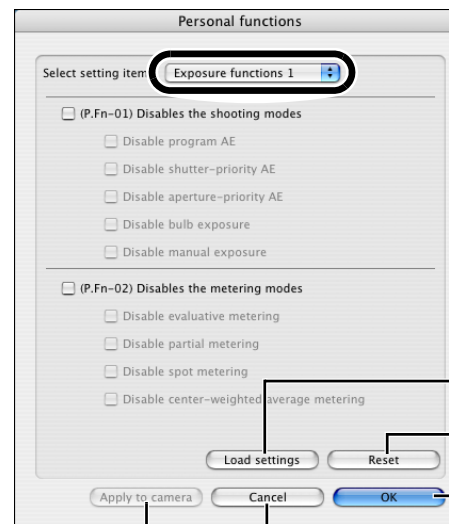 Personal functions
Select setting item Exposure functions 1
(P.Fn-01) Disables the shooting modes
Disable program AE
Disable shutter-priority AE
Disable aperture-priority AE
Disable bulb exposure
Disable manual exposure
(P.Fn-02) Disables the metering modes
Disable evaluative metering
Disable partial metering
Disable spot metering
Disable center-weighted average metering
Load settings Reset
Apply to camera Cancel OK